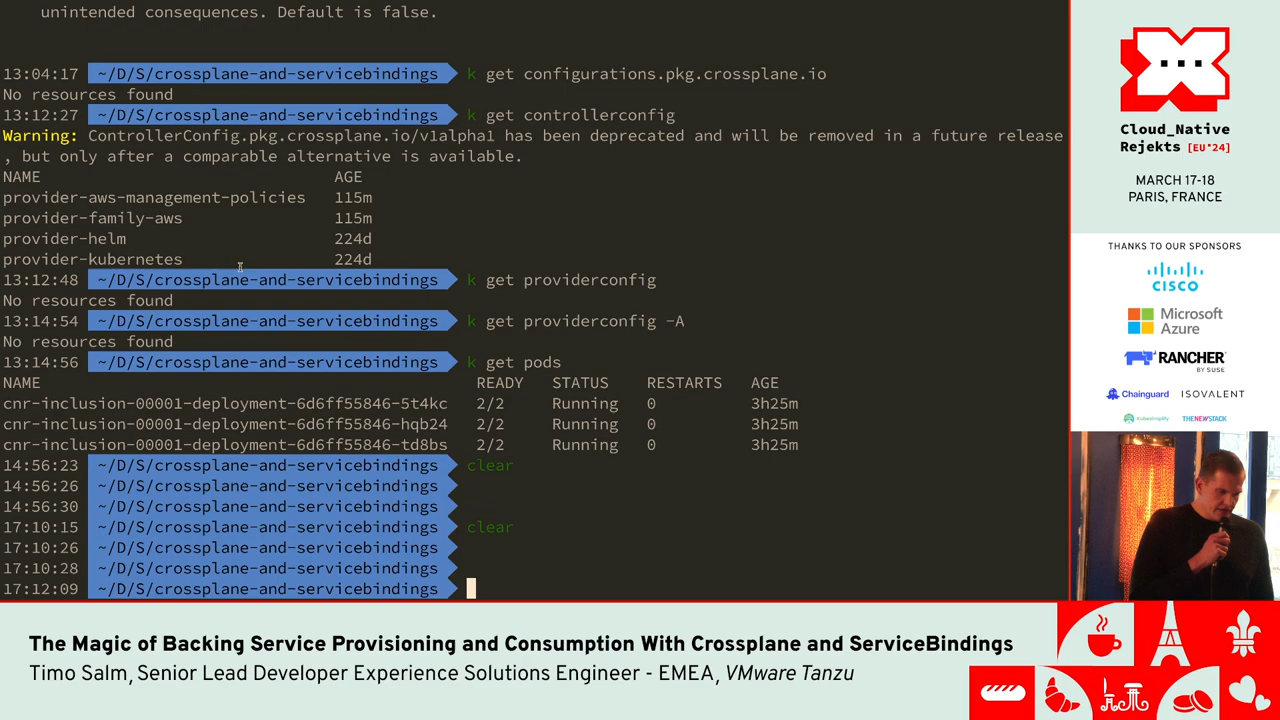 unintended consequences. Default is false.
13:04:17 ~/D/S/crossplane-and-servicebindings k get configurations.pkg.crossplane.io
No resources found
13:12:27 ~/D/S/crossplane-and-servicebindings k get controllerconfig
Warning: ControllerConfig.pkg.crossplane.io/v1alpha1 has been deprecated and will be removed in a future release
, but only after a comparable alternative is available.
NAME AGE
provider-aws-management-policies 115m
provider-family-aws 115m
provider-helm 224d
provider-kubernetes 224d
13:12:48 ~/D/S/crossplane-and-servicebindings k get providerconfig
No resources found
13:14:54 ~/D/S/crossplane-and-servicebindings k get providerconfig -A
No resources found
13:14:56 ~/D/S/crossplane-and-servicebindings k get pods
NAME READY STATUS RESTARTS AGE
cnr-inclusion-00001-deployment-6d6ff55846-5t4kc 2/2 Running 0 3h25m
cnr-inclusion-00001-deployment-6d6ff55846-hqb24 2/2 Running 0 3h25m
cnr-inclusion-00001-deployment-6d6ff55846-td8bs 2/2 Running 0 3h25m
14:56:23 ~/D/S/crossplane-and-servicebindings clear
14:56:26 ~/D/S/crossplane-and-servicebindings
14:56:30 ~/D/S/crossplane-and-servicebindings
17:10:15 ~/D/S/crossplane-and-servicebindings clear
17:10:26 ~/D/S/crossplane-and-servicebindings
17:10:28 ~/D/S/crossplane-and-servicebindings
17:12:09 ~/D/S/crossplane-and-servicebindings
Cloud_Native
Rejekts [EU'24]
MARCH 17-18
PARIS, FRANCE
THANKS TO OUR SPONSORS
CISCO
Microsoft
Azure
RANCHER
BY SUSE
Chainguard
ISOVALENT
kubesimplify
THENEWSTACK
The Magic of Backing Service Provisioning and Consumption With Crossplane and ServiceBindings
Timo Salm, Senior Lead Developer Experience Solutions Engineer - EMEA, VMware Tanzu